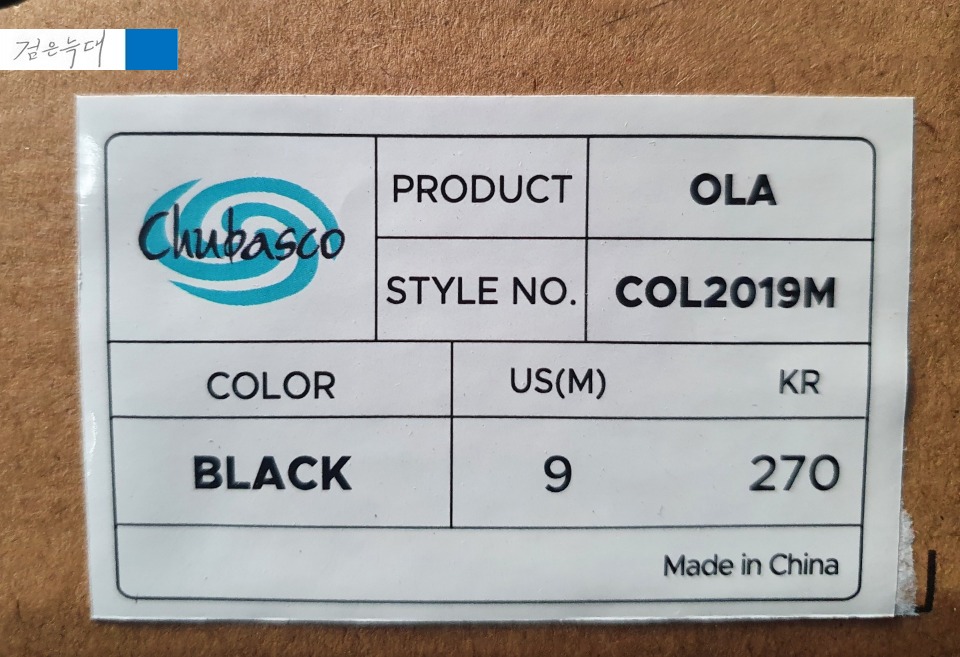 검은늑대
Chubasco
PRODUCT
OLA
STYLE NO.
COL2019M
COLOR
US(M)
KR
BLACK
9
270
Made in China